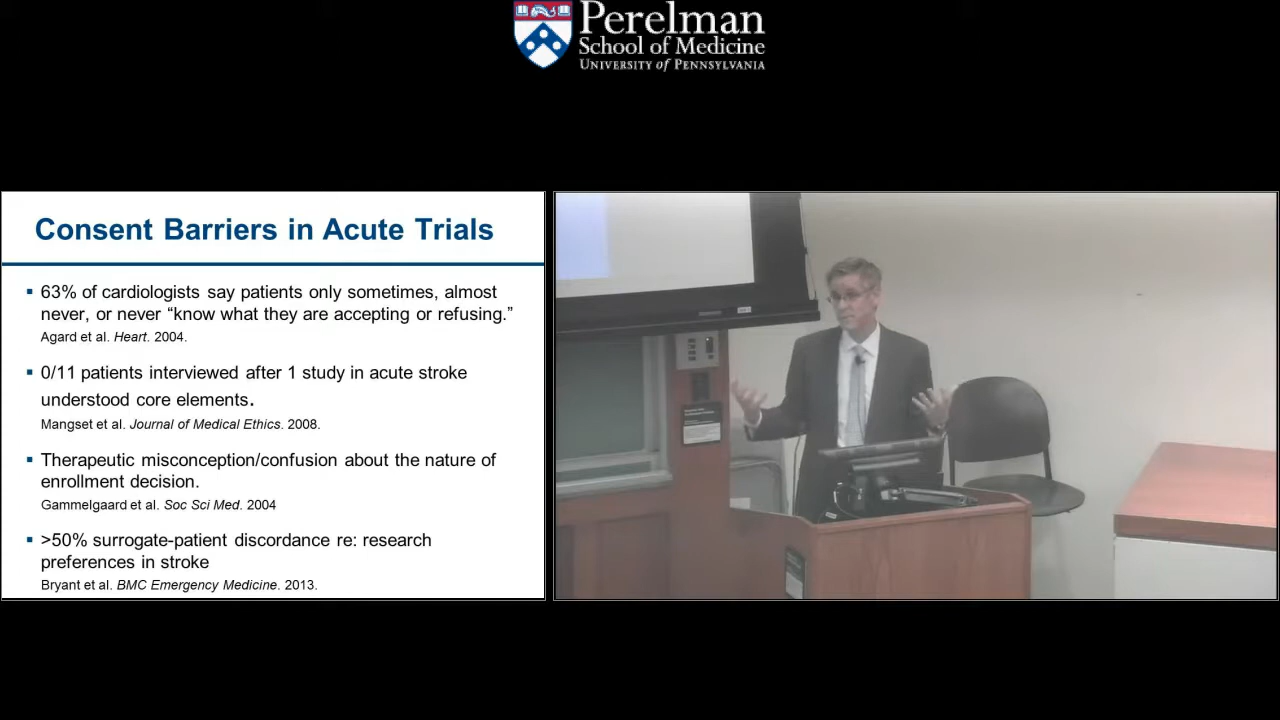 Perelman
School of Medicine
UNIVERSITY of PENNSYLVANIA
Consent Barriers in Acute Trials
▪ 63% of cardiologists say patients only sometimes, almost
never, or never “know what they are accepting or refusing.”
Agard et al. Heart. 2004.
▪ 0/11 patients interviewed after 1 study in acute stroke
understood core elements.
Mangset et al. Journal of Medical Ethics. 2008.
▪ Therapeutic misconception/confusion about the nature of
enrollment decision.
Gammelgaard et al. Soc Sci Med. 2004
▪ >50% surrogate-patient discordance re: research
preferences in stroke
Bryant et al. BMC Emergency Medicine. 2013.